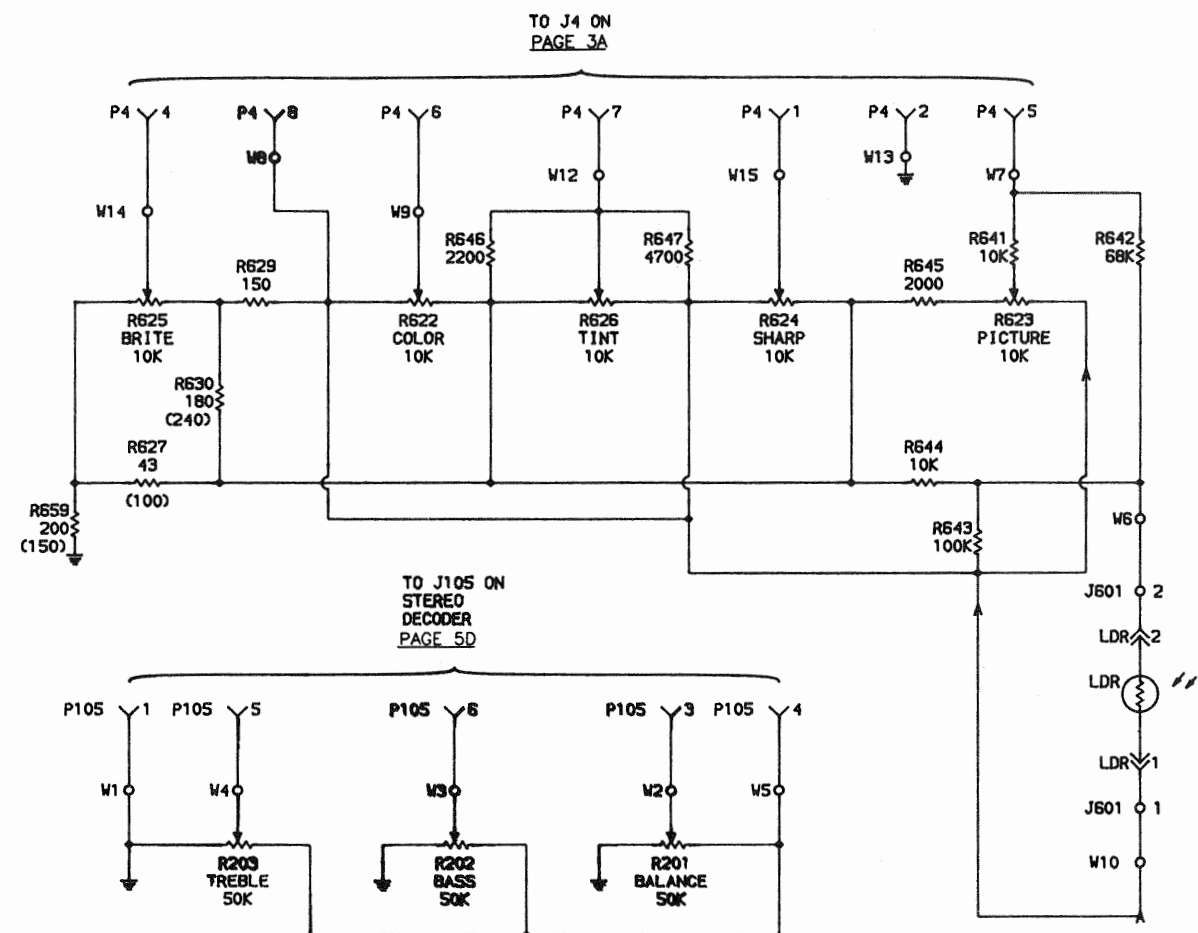 TO J4 ON
PAGE 3A
P4 4
P4 8
P4 6
P4 7
P4 1
P4 2
P4 5
W8
W13
W12
W15
W7
W14
W9
R646
2200
R647
4700
R641
10K
R642
68K
R629
150
R645
2000
R625
BRITE
10K
R622
COLOR
10K
R626
TINT
10K
R624
SHARP
10K
R623
PICTURE
10K
R630
180
(240)
R627
43
(100)
R644
10K
R659
200
(150)
R643
100K
W6
TO J105 ON
STEREO
DECODER
PAGE 5D
J601 2
LDR 2
LDR
P105 1
P105 5
P105 6
P105 3
P105 4
LDR 1
W1
W4
W3
W2
W5
J601 1
R203
TREBLE
50K
R202
BASS
50K
R201
BALANCE
50K
W10